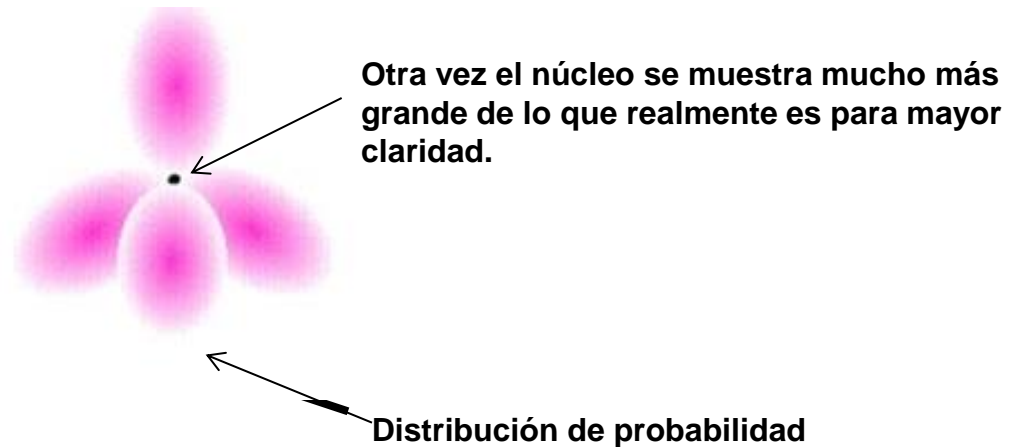 Otra vez el núcleo se muestra mucho más
grande de lo que realmente es para mayor
claridad.
Distribución de probabilidad